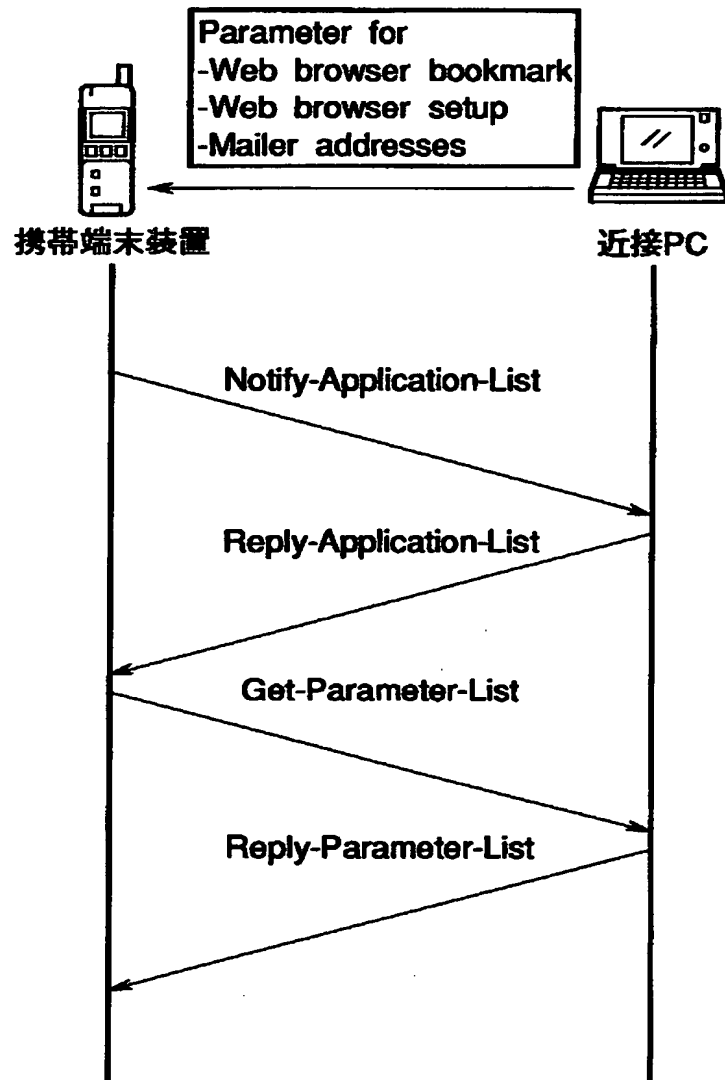 Parameter for
-Web browser bookmark
-Web browser setup
-Mailer addresses
携帯端末装置
近接PC
Notify-Application-List
Reply-Application-List
Get-Parameter-List
Reply-Parameter-List